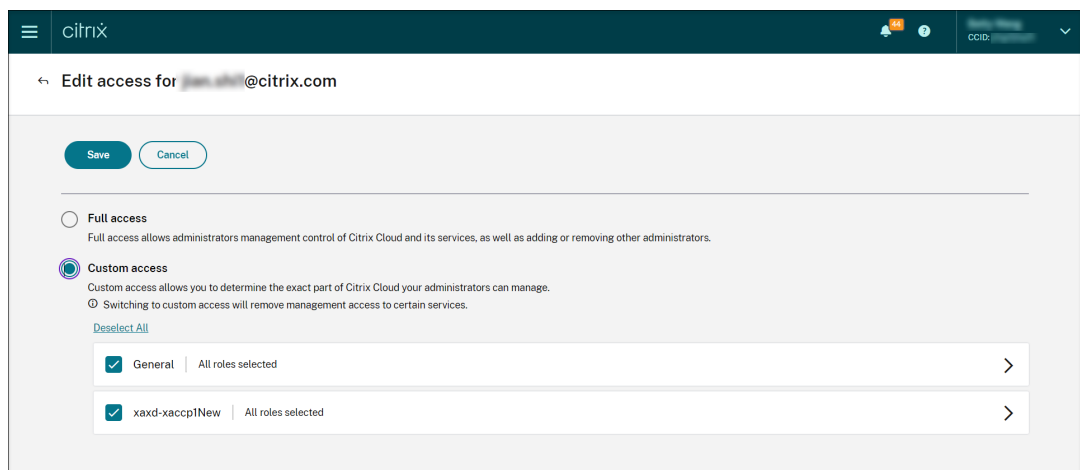 citrix
44
?
CCID:
Edit access for @citrix.com
Save
Cancel
Full access
Full access allows administrators management control of Citrix Cloud and its services, as well as adding or removing other administrators.
Custom access
Custom access allows you to determine the exact part of Citrix Cloud your administrators can manage.
Switching to custom access will remove management access to certain services.
Deselect All
General All roles selected
xaxd-xaccp1New All roles selected